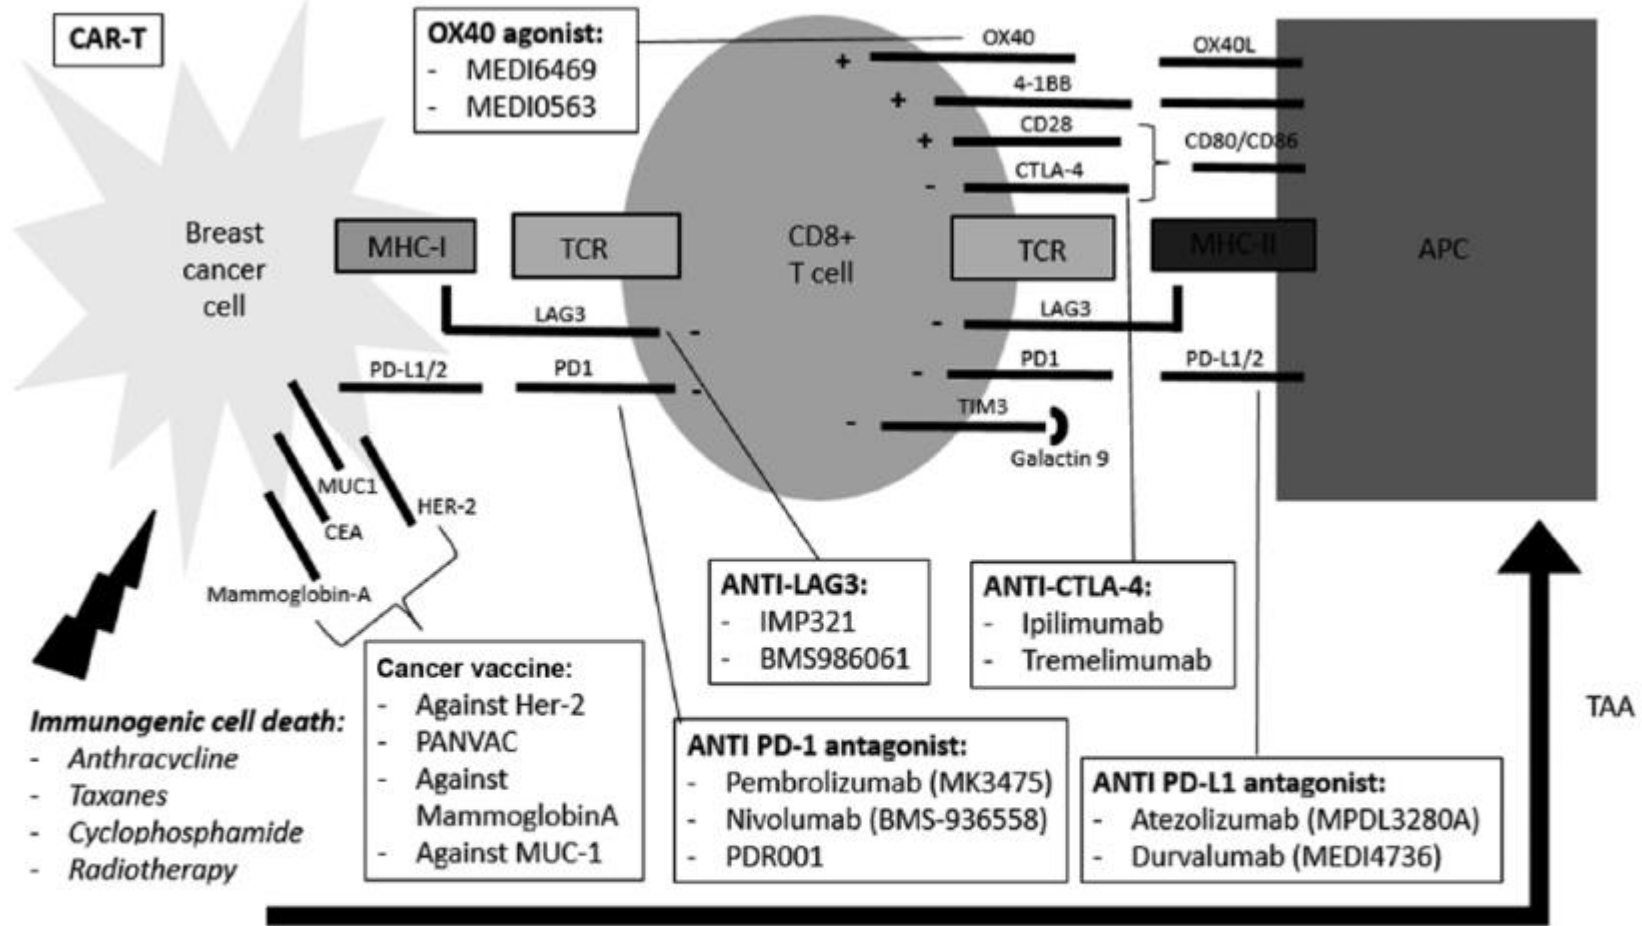 CAR-T
OX40 agonist:
- MEDI6469
- MEDI0563
OX40
OX40L
+
4-1BB
+
CD28
+
CD80/CD86
CTLA-4
-
Breast
cancer
cell
MHC-I
TCR
CD8+
T cell
TCR
MHC-II
APC
LAG3
-
LAG3
-
PD-L1/2
PD1
-
PD1
-
PD-L1/2
TIM3
-
Galactin 9
MUC1
HER-2
CEA
Mammoglobin-A
ANTI-LAG3:
- IMP321
- BMS986061
ANTI-CTLA-4:
- Ipilimumab
- Tremelimumab
Cancer vaccine:
- Against Her-2
- PANVAC
- Against
MammoglobinA
- Against MUC-1
Immunogenic cell death:
- Anthracycline
- Taxanes
- Cyclophosphamide
- Radiotherapy
ANTI PD-1 antagonist:
- Pembrolizumab (MK3475)
- Nivolumab (BMS-936558)
- PDR001
ANTI PD-L1 antagonist:
- Atezolizumab (MPDL3280A)
- Durvalumab (MEDI4736)
TAA